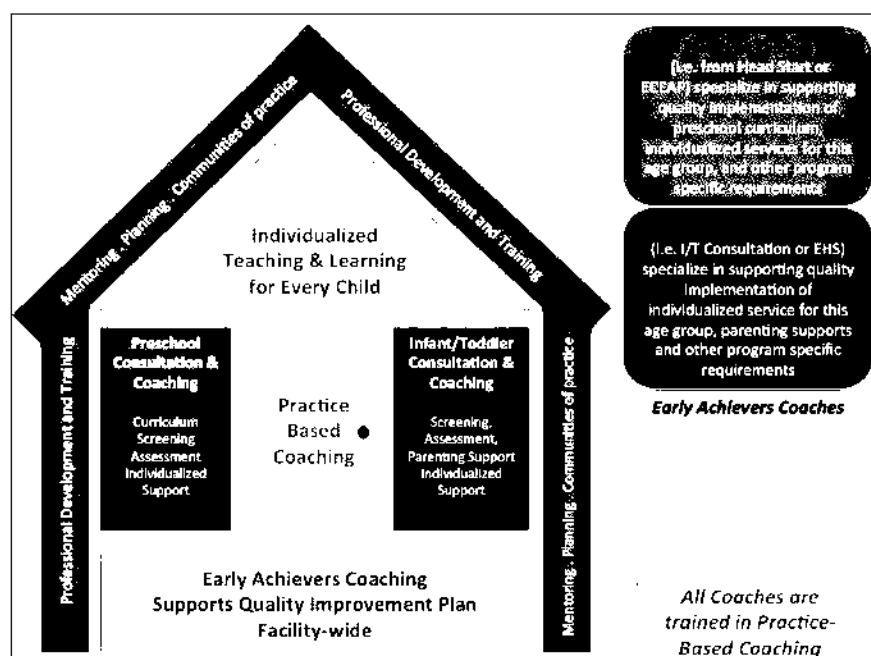 Mentoring . Planning . Communities of practice
Professional Development and Training
Individualized
Teaching & Learning
for Every Child
Professional Development and Training
Preschool
Consultation &
Coaching
Curriculum
Screening
Assessment
Individualized
Support
Practice
Based
Coaching
Infant/Toddler
Consultation &
Coaching
Screening,
Assessment,
Parenting Support
Individualized
Support
Mentoring . Planning . Communities of practice
Early Achievers Coaching
Supports Quality Improvement Plan
Facility-wide
(i.e. from Head Start or
ECEAP) specialize in supporting
quality implementation of
preschool curriculum,
individualized services for this
age group, and other program
specific requirements
(I.e. I/T Consultation or EHS)
specialize in supporting quality
implementation of
individualized service for this
age group, parenting supports
and other program specific
requirements
Early Achievers Coaches
All Coaches are
trained in Practice-
Based Coaching